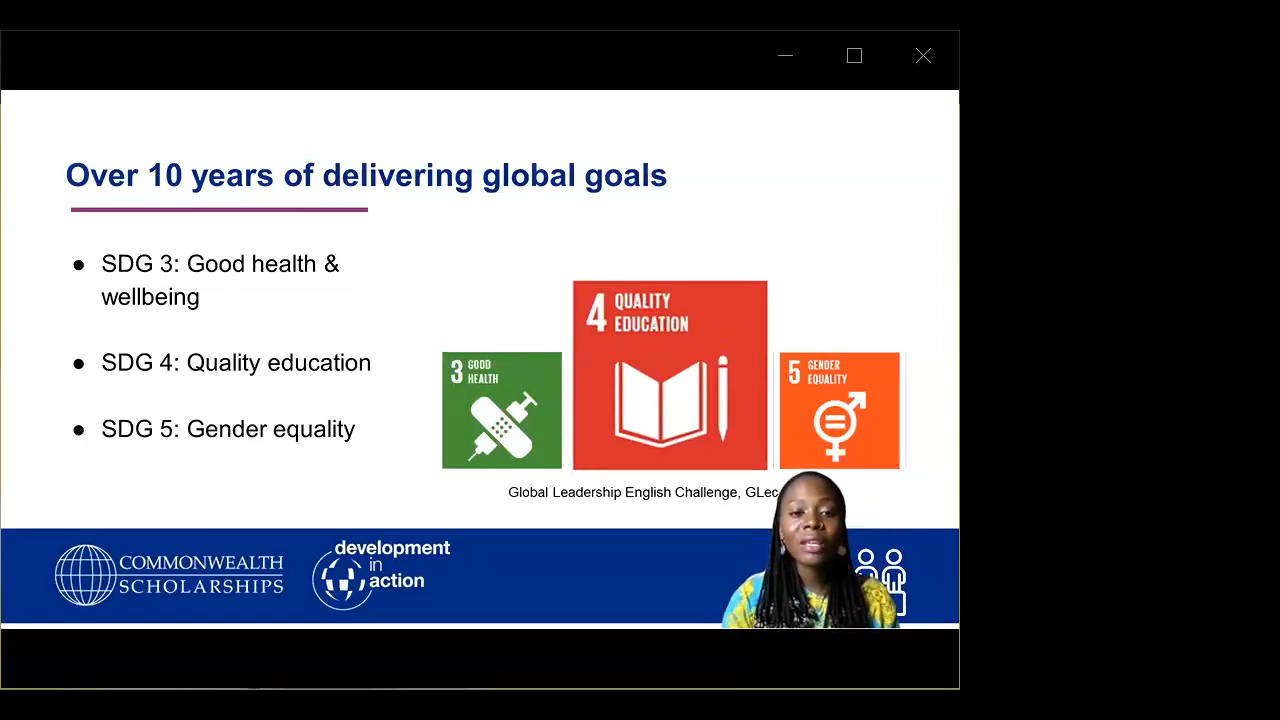 Over 10 years of delivering global goals
● SDG 3: Good health &
wellbeing
● SDG 4: Quality education
● SDG 5: Gender equality
3 GOOD
HEALTH
4 QUALITY
EDUCATION
5 GENDER
EQUALITY
Global Leadership English Challenge, GLec
COMMONWEALTH
SCHOLARSHIPS
development
in
action